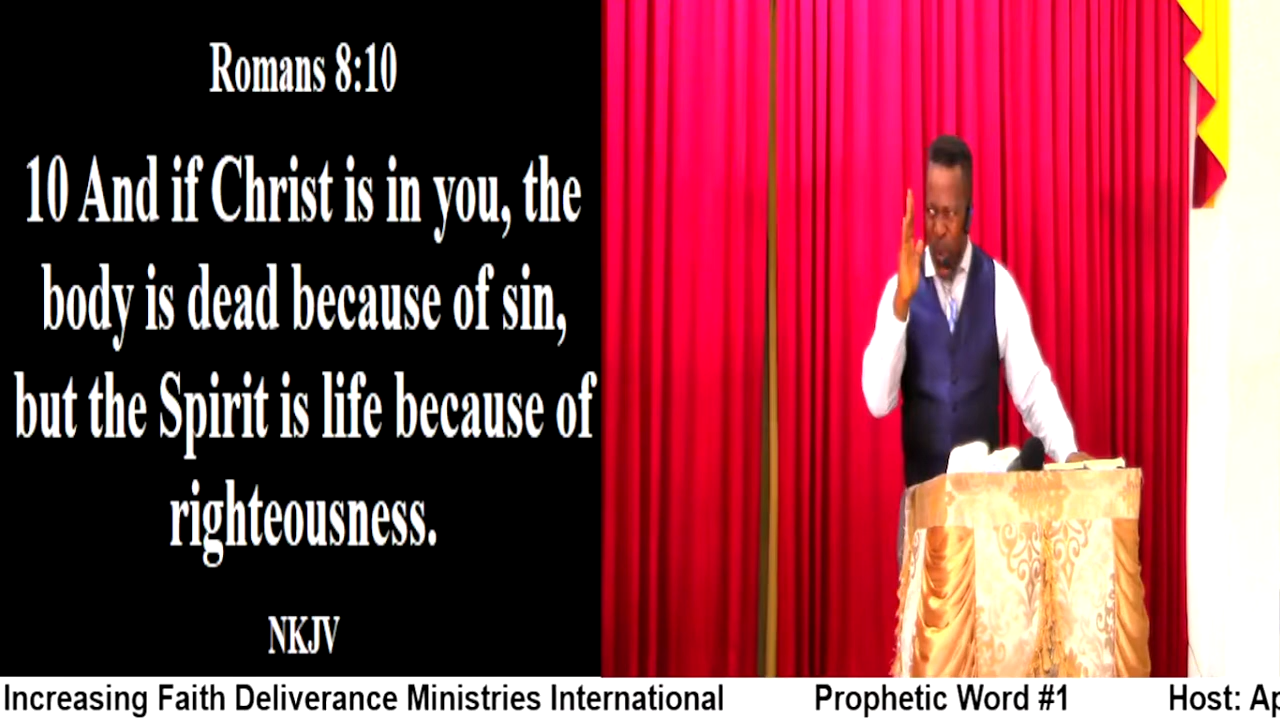 Romans 8:10
10 And if Christ is in you, the
body is dead because of sin,
but the Spirit is life because of
righteousness.
NKJV
Increasing Faith Deliverance Ministries International Prophetic Word #1 Host: